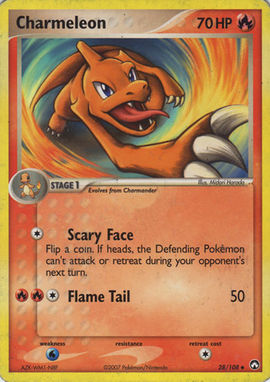 Charmeleon 70 HP
Illus. Midori Harada
STAGE 1
Evolves from Charmander
Scary Face
Flip a coin. If heads, the Defending Pokémon
can't attack or retreat during your opponent's
next turn.
Flame Tail 50
weakness resistance retreat cost
©2007 Pokémon/Nintendo 28/108